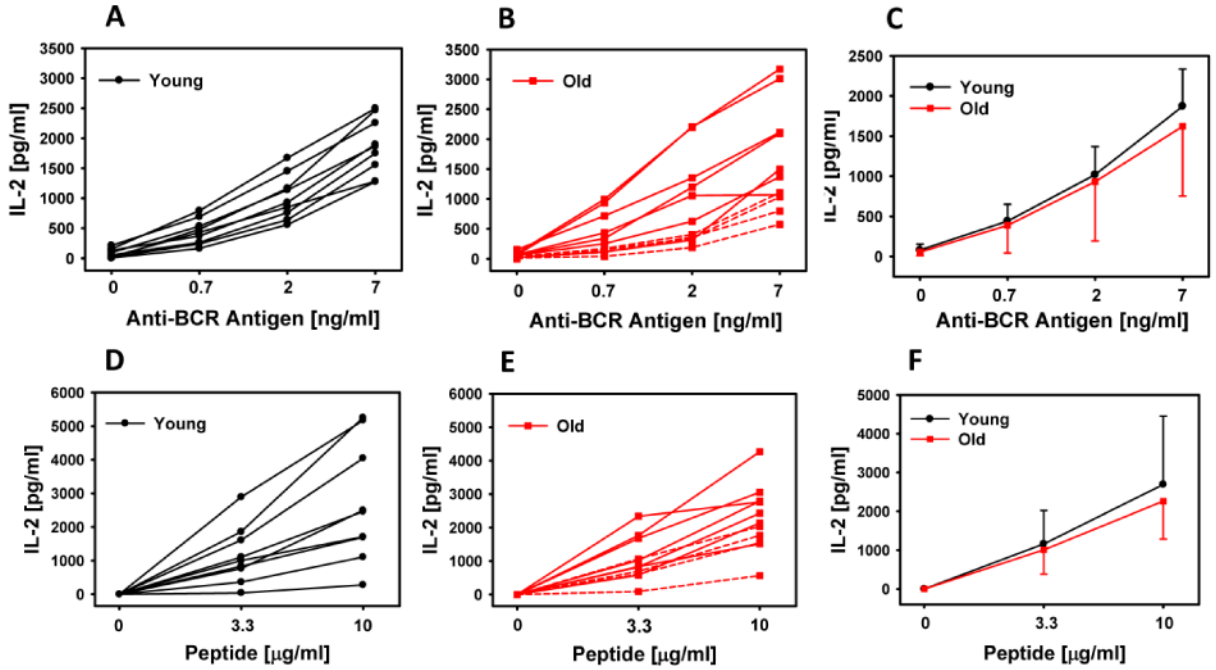 A
B
C
3500
3000
2500
2000
1500
1000
500
0
IL-2 [pg/ml]
Young
0 0.7 2 7
Anti-BCR Antigen [ng/ml]
3500
3000
2500
2000
1500
1000
500
0
IL-2 [pg/ml]
Old
0 0.7 2 7
Anti-BCR Antigen [ng/ml]
2500
2000
1500
1000
500
0
IL-2 [pg/ml]
Young
Old
0 0.7 2 7
Anti-BCR Antigen [ng/ml]
D
E
F
6000
5000
4000
3000
2000
1000
0
IL-2 [pg/ml]
Young
0 3.3 10
Peptide [μg/ml]
6000
5000
4000
3000
2000
1000
0
IL-2 [pg/ml]
Old
0 3.3 10
Peptide [μg/ml]
5000
4000
3000
2000
1000
0
IL-2 [pg/ml]
Young
Old
0 3.3 10
Peptide [μg/ml]